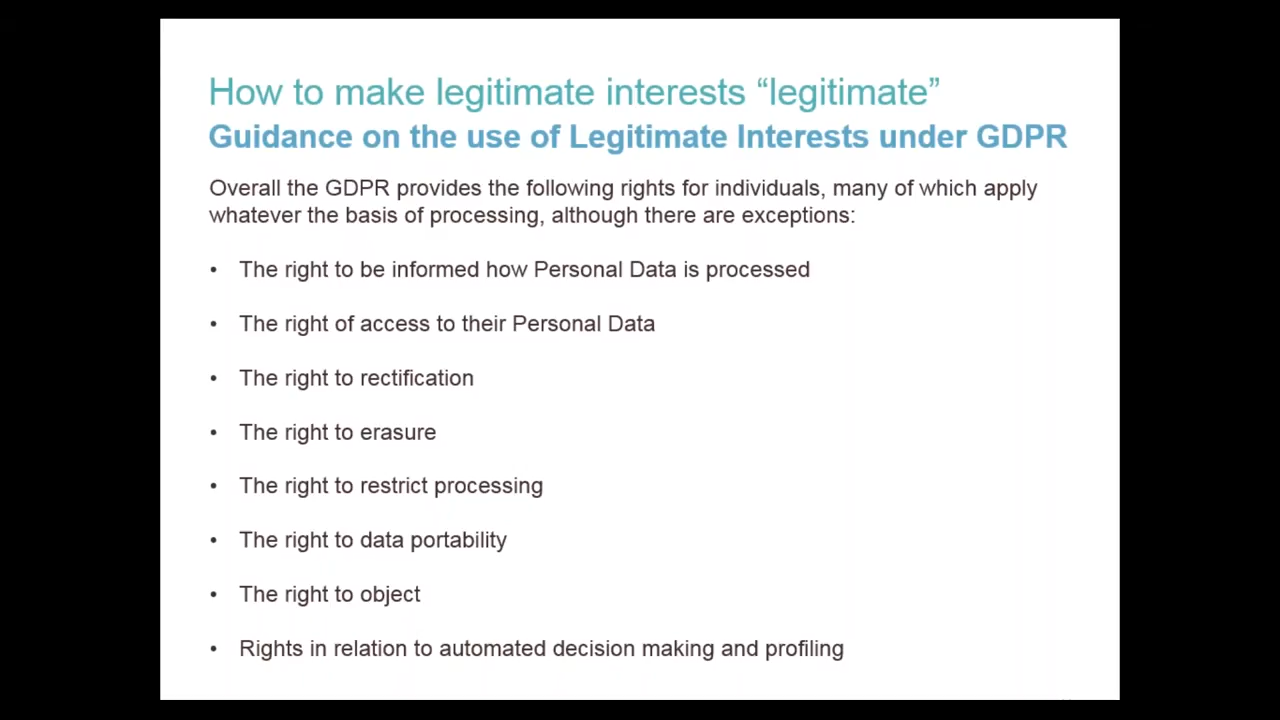 How to make legitimate interests “legitimate”
Guidance on the use of Legitimate Interests under GDPR
Overall the GDPR provides the following rights for individuals, many of which apply
whatever the basis of processing, although there are exceptions:
• The right to be informed how Personal Data is processed
• The right of access to their Personal Data
• The right to rectification
• The right to erasure
• The right to restrict processing
• The right to data portability
• The right to object
• Rights in relation to automated decision making and profiling